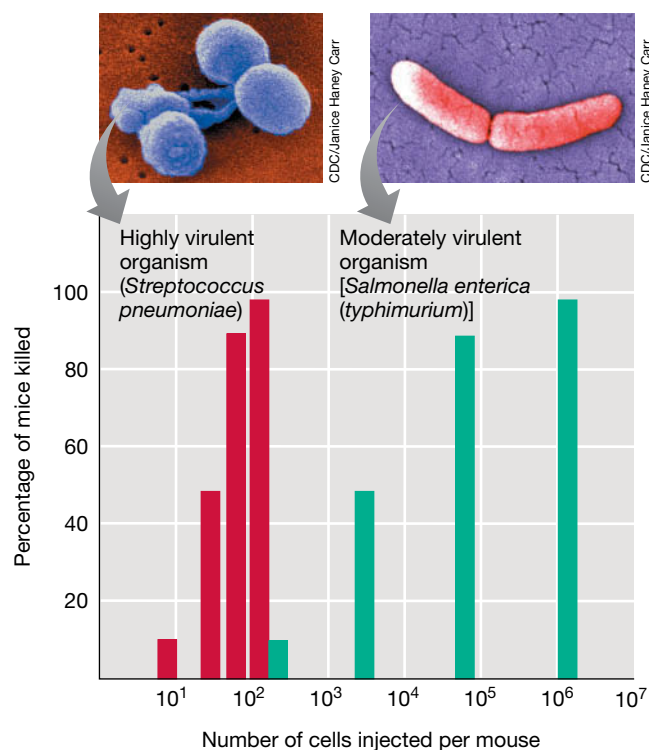 CDC/Janice Haney Carr
CDC/Janice Haney Carr
Highly virulent
organism
(Streptococcus
pneumoniae)
Moderately virulent
organism
[Salmonella enterica
(typhimurium)]
Percentage of mice killed
100
80
60
40
20
10¹ 10² 10³ 10⁴ 10⁵ 10⁶ 10⁷
Number of cells injected per mouse